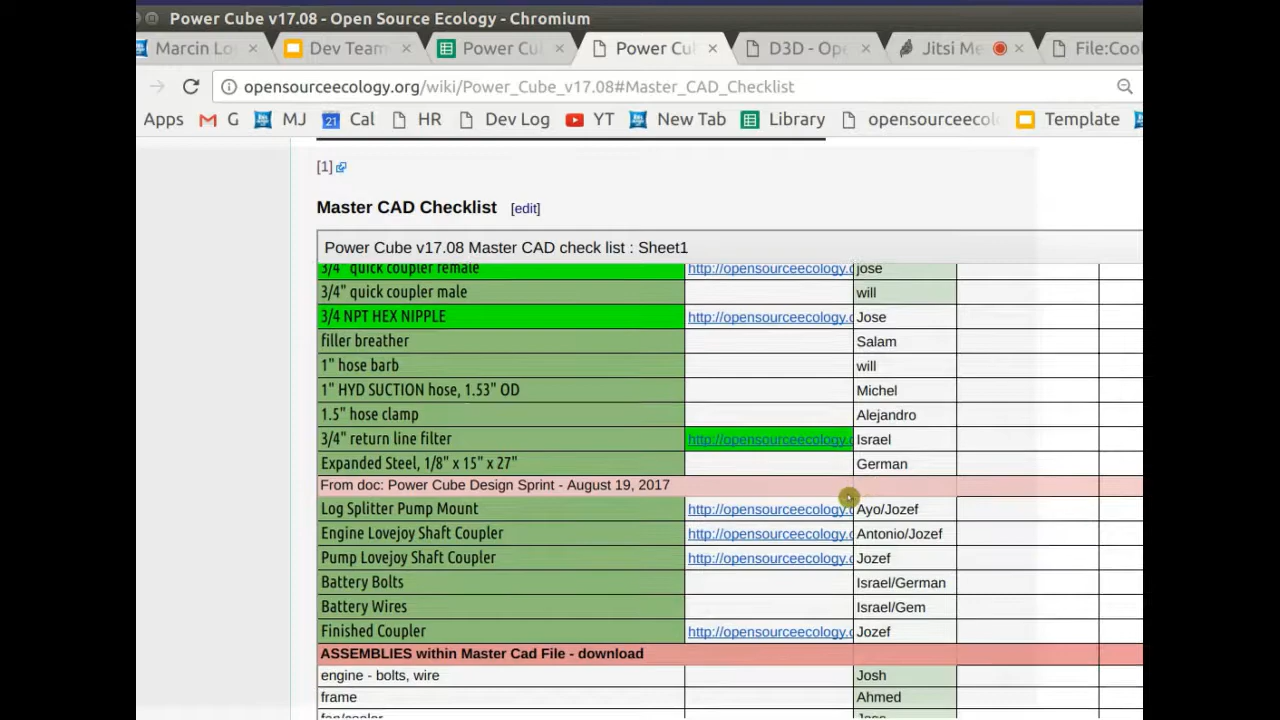 Power Cube v17.08 - Open Source Ecology - Chromium
Marcin Lo × Dev Team × Power Cu × Power Cu × D3D - Ope × Jitsi Me × File:Cool
opensourceecology.org/wiki/Power_Cube_v17.08#Master_CAD_Checklist
Apps G MJ 21 Cal HR Dev Log YT New Tab Library opensourceecol Template
[1]
Master CAD Checklist [edit]
Power Cube v17.08 Master CAD check list : Sheet1
3/4" quick coupler female http://opensourceecology.o jose
3/4" quick coupler male will
3/4 NPT HEX NIPPLE http://opensourceecology.o Jose
filler breather Salam
1" hose barb will
1" HYD SUCTION hose, 1.53" OD Michel
1.5" hose clamp Alejandro
3/4" return line filter http://opensourceecology.o Israel
Expanded Steel, 1/8" x 15" x 27" German
From doc: Power Cube Design Sprint - August 19, 2017
Log Splitter Pump Mount http://opensourceecology.o Ayo/Jozef
Engine Lovejoy Shaft Coupler http://opensourceecology.o Antonio/Jozef
Pump Lovejoy Shaft Coupler http://opensourceecology.o Jozef
Battery Bolts Israel/German
Battery Wires Israel/Gem
Finished Coupler http://opensourceecology.o Jozef
ASSEMBLIES within Master Cad File - download
engine - bolts, wire Josh
frame Ahmed
fan/cooler